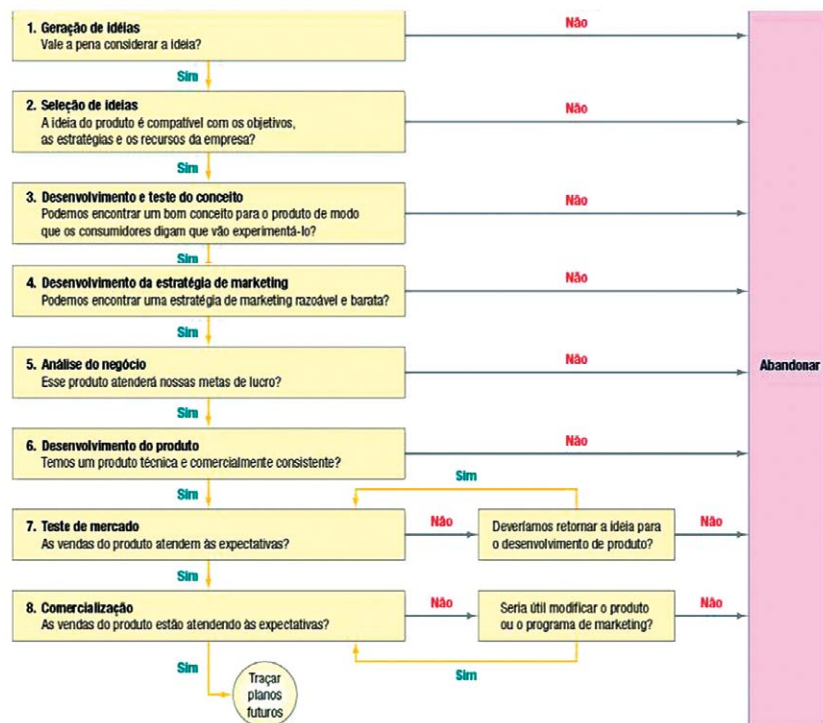 1. Geração de idéias
Vale a pena considerar a ideia?
Não
Sim
2. Seleção de ideias
A ideia do produto é compatível com os objetivos,
as estratégias e os recursos da empresa?
Não
Sim
3. Desenvolvimento e teste do conceito
Podemos encontrar um bom conceito para o produto de modo
que os consumidores digam que vão experimentá-lo?
Não
Sim
4. Desenvolvimento da estratégia de marketing
Podemos encontrar uma estratégia de marketing razoável e barata?
Não
Sim
5. Análise do negócio
Esse produto atenderá nossas metas de lucro?
Não
Abandonar
Sim
6. Desenvolvimento do produto
Temos um produto técnica e comercialmente consistente?
Não
Sim
Sim
7. Teste de mercado
As vendas do produto atendem às expectativas?
Não
Deveríamos retornar a ideia para
o desenvolvimento de produto?
Não
Sim
8. Comercialização
As vendas do produto estão atendendo às expectativas?
Não
Seria útil modificar o produto
ou o programa de marketing?
Não
Sim
Sim
Traçar
planos
futuros